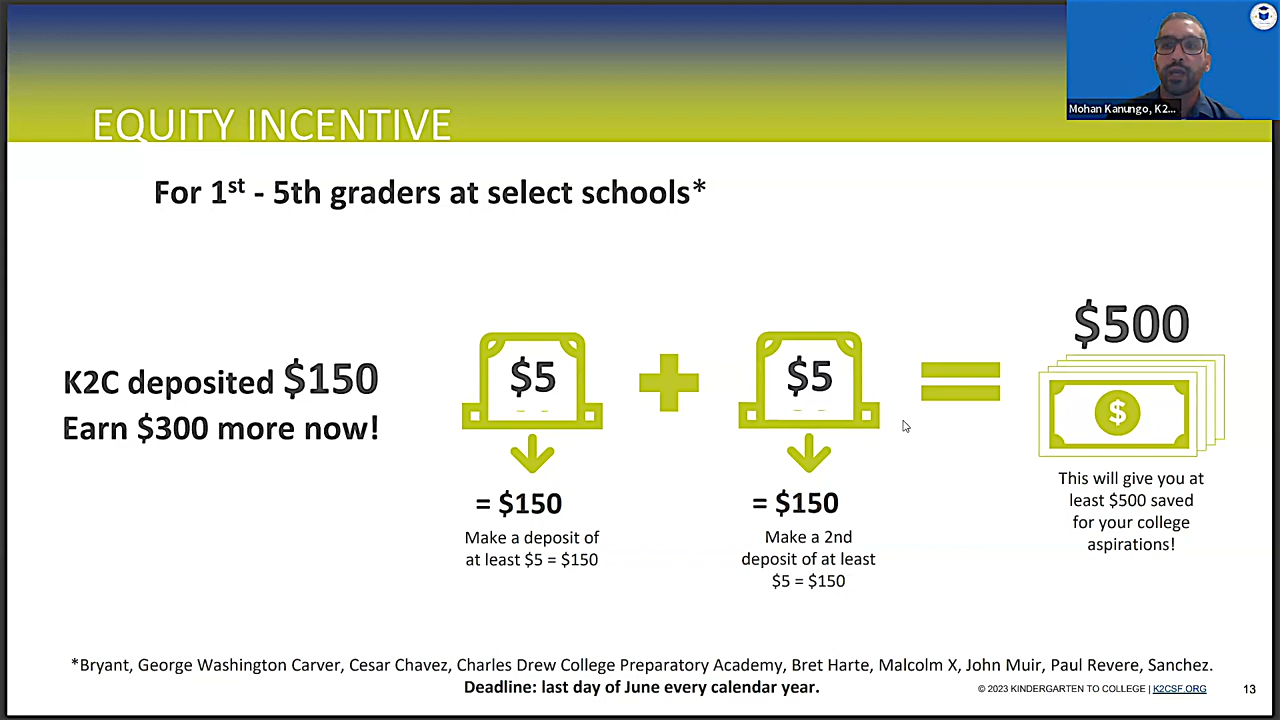 Mohan Kanungo, K2...
EQUITY INCENTIVE
For 1st - 5th graders at select schools*
K2C deposited $150
Earn $300 more now!
$5
= $150
Make a deposit of
at least $5 = $150
$5
= $150
Make a 2nd
deposit of at least
$5 = $150
$500
$
This will give you at
least $500 saved
for your college
aspirations!
*Bryant, George Washington Carver, Cesar Chavez, Charles Drew College Preparatory Academy, Bret Harte, Malcolm X, John Muir, Paul Revere, Sanchez.
Deadline: last day of June every calendar year.
© 2023 KINDERGARTEN TO COLLEGE | K2CSF.ORG
13